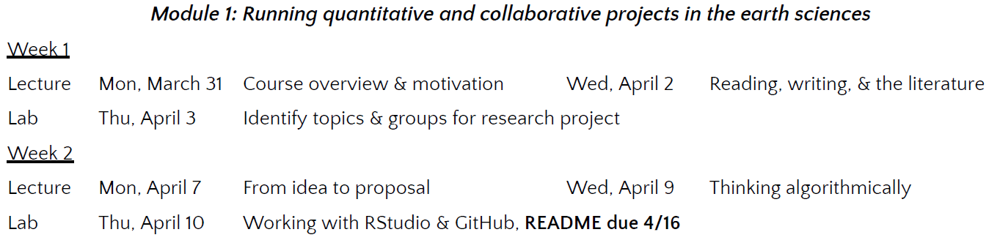 Module 1: Running quantitative and collaborative projects in the earth sciences
Week 1
Lecture Mon, March 31 Course overview & motivation Wed, April 2 Reading, writing, & the literature
Lab Thu, April 3 Identify topics & groups for research project
Week 2
Lecture Mon, April 7 From idea to proposal Wed, April 9 Thinking algorithmically
Lab Thu, April 10 Working with RStudio & GitHub, README due 4/16